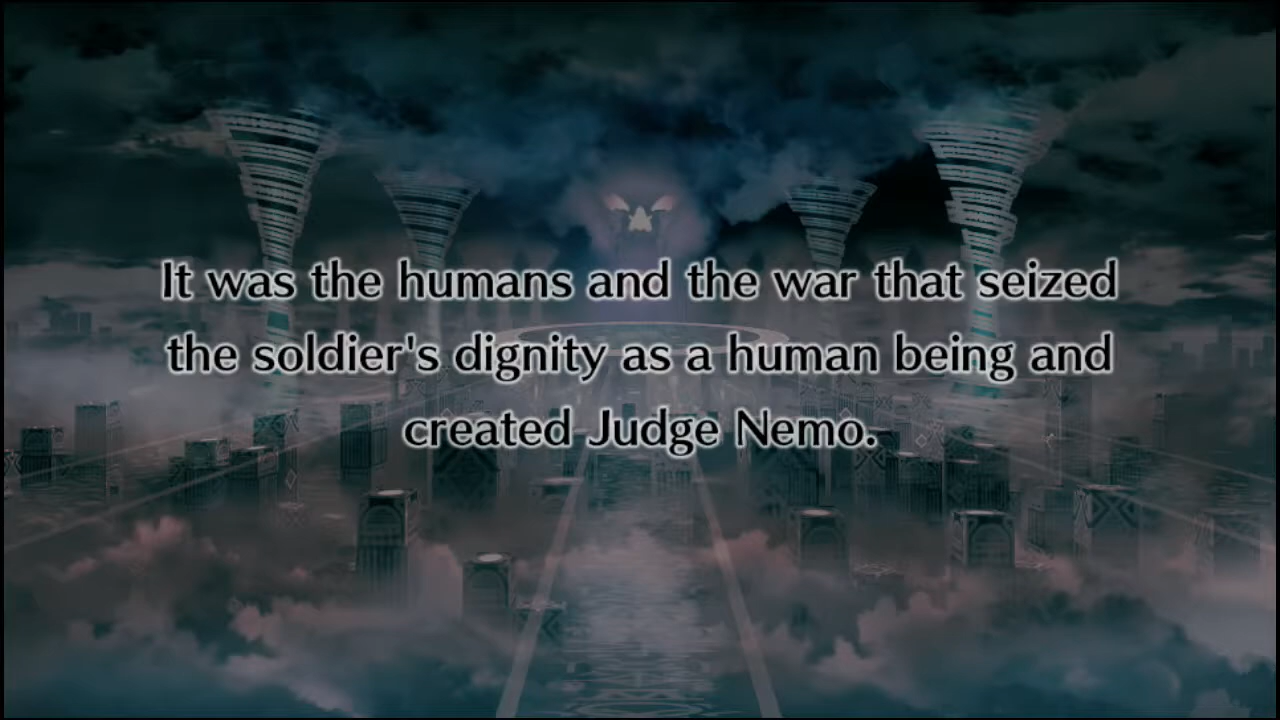 It was the humans and the war that seized
the soldier's dignity as a human being and
created Judge Nemo.